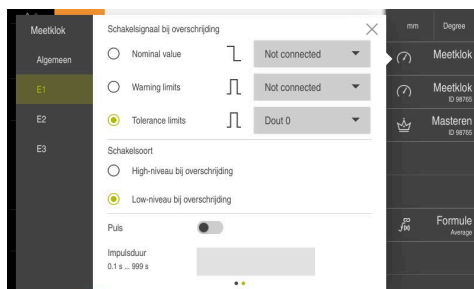 Meetklok
Algemeen
E1
E2
E3
Schakelsignaal bij overschrijding
Nominal value
Not connected
Warning limits
Not connected
Tolerance limits
Dout 0
Schakelsoort
High-niveau bij overschrijding
Low-niveau bij overschrijding
Puls
Impulsduur
0.1 s ... 999 s
mm
Degree
Meetklok
Meetklok
ID 98765
Masteren
ID 98765
Formule
Average